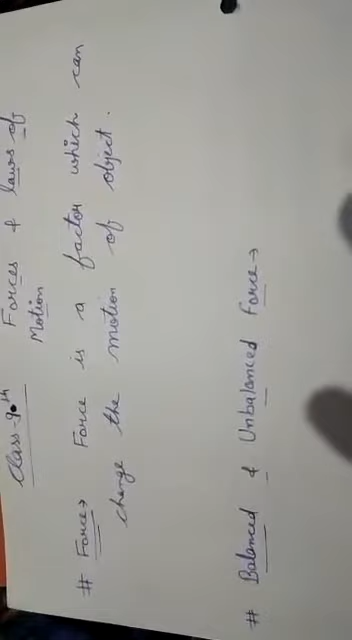 Class-9th Forces & laws of
Motion
# Force→ Force is a factor which can
change the motion of object.
# Balanced & Unbalanced Force→